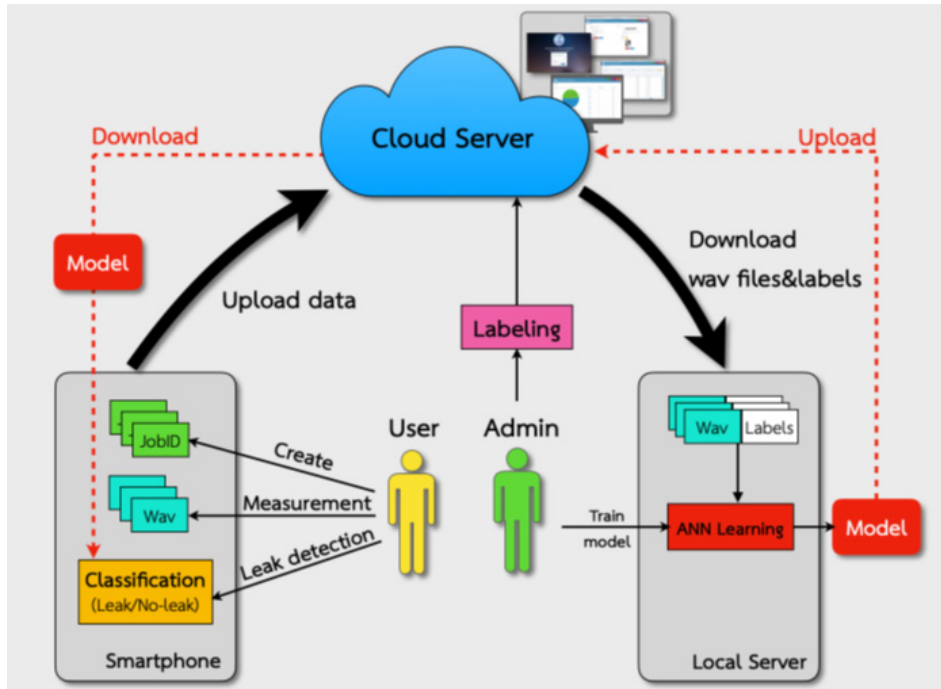 Cloud Server
Download
Upload
Model
Upload data
Download
wav files&labels
Labeling
User
Admin
JobID
Wav
Classification
(Leak/No-leak)
Smartphone
Create
Measurement
Leak detection
Train
model
Wav
Labels
ANN Learning
Model
Local Server